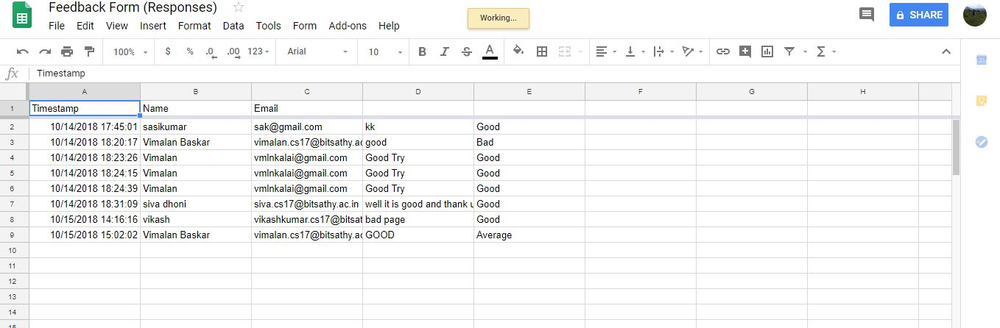 Feedback Form (Responses)
Working...
SHARE
File Edit View Insert Format Data Tools Form Add-ons Help
100% $ % .0 .00 123 Arial 10 B I S A Σ
fx Timestamp
A B C D E F G H
1 Timestamp Name Email
2 10/14/2018 17:45:01 sasikumar sak@gmail.com kk Good
3 10/14/2018 18:20:17 Vimalan Baskar vimalan.cs17@bitsathy.ac good Bad
4 10/14/2018 18:23:26 Vimalan vmlnkalai@gmail.com Good Try Good
5 10/14/2018 18:24:15 Vimalan vmlnkalai@gmail.com Good Try Good
6 10/14/2018 18:24:39 Vimalan vmlnkalai@gmail.com Good Try Good
7 10/14/2018 18:31:09 siva dhoni siva.cs17@bitsathy.ac.in well it is good and thank u Good
8 10/15/2018 14:16:16 vikash vikashkumar.cs17@bitsat bad page Good
9 10/15/2018 15:02:02 Vimalan Baskar vimalan.cs17@bitsathy.ac GOOD Average
10
11
12
13
14
15
31